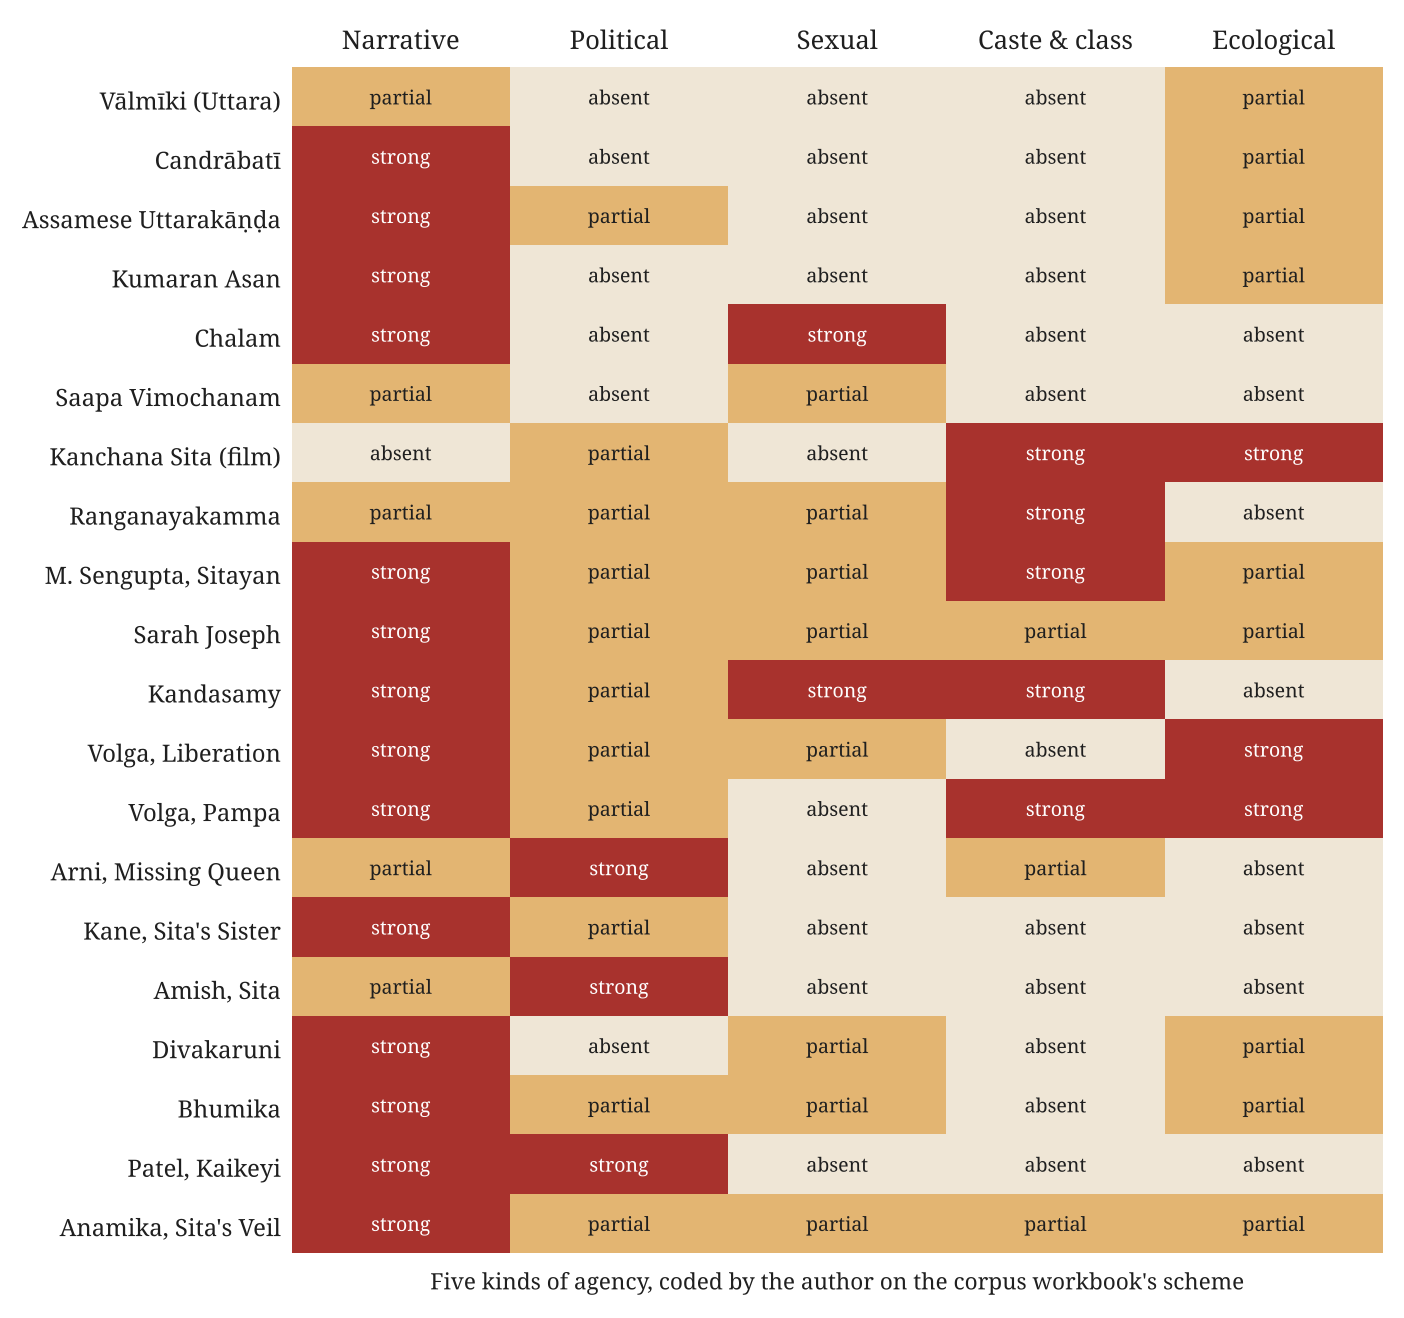 Narrative Political Sexual Caste & class Ecological
Vālmīki (Uttara) partial absent absent absent partial
Candrābatī strong absent absent absent partial
Assamese Uttarakāṇḍa strong partial absent absent partial
Kumaran Asan strong absent absent absent partial
Chalam strong absent strong absent absent
Saapa Vimochanam partial absent partial absent absent
Kanchana Sita (film) absent partial absent strong strong
Ranganayakamma partial partial partial strong absent
M. Sengupta, Sitayan strong partial partial strong partial
Sarah Joseph strong partial partial partial partial
Kandasamy strong partial strong strong absent
Volga, Liberation strong partial partial absent strong
Volga, Pampa strong partial absent strong strong
Arni, Missing Queen partial strong absent partial absent
Kane, Sita's Sister strong partial absent absent absent
Amish, Sita partial strong absent absent absent
Divakaruni strong absent partial absent partial
Bhumika strong partial partial absent partial
Patel, Kaikeyi strong strong absent absent absent
Anamika, Sita's Veil strong partial partial partial partial
Five kinds of agency, coded by the author on the corpus workbook's scheme